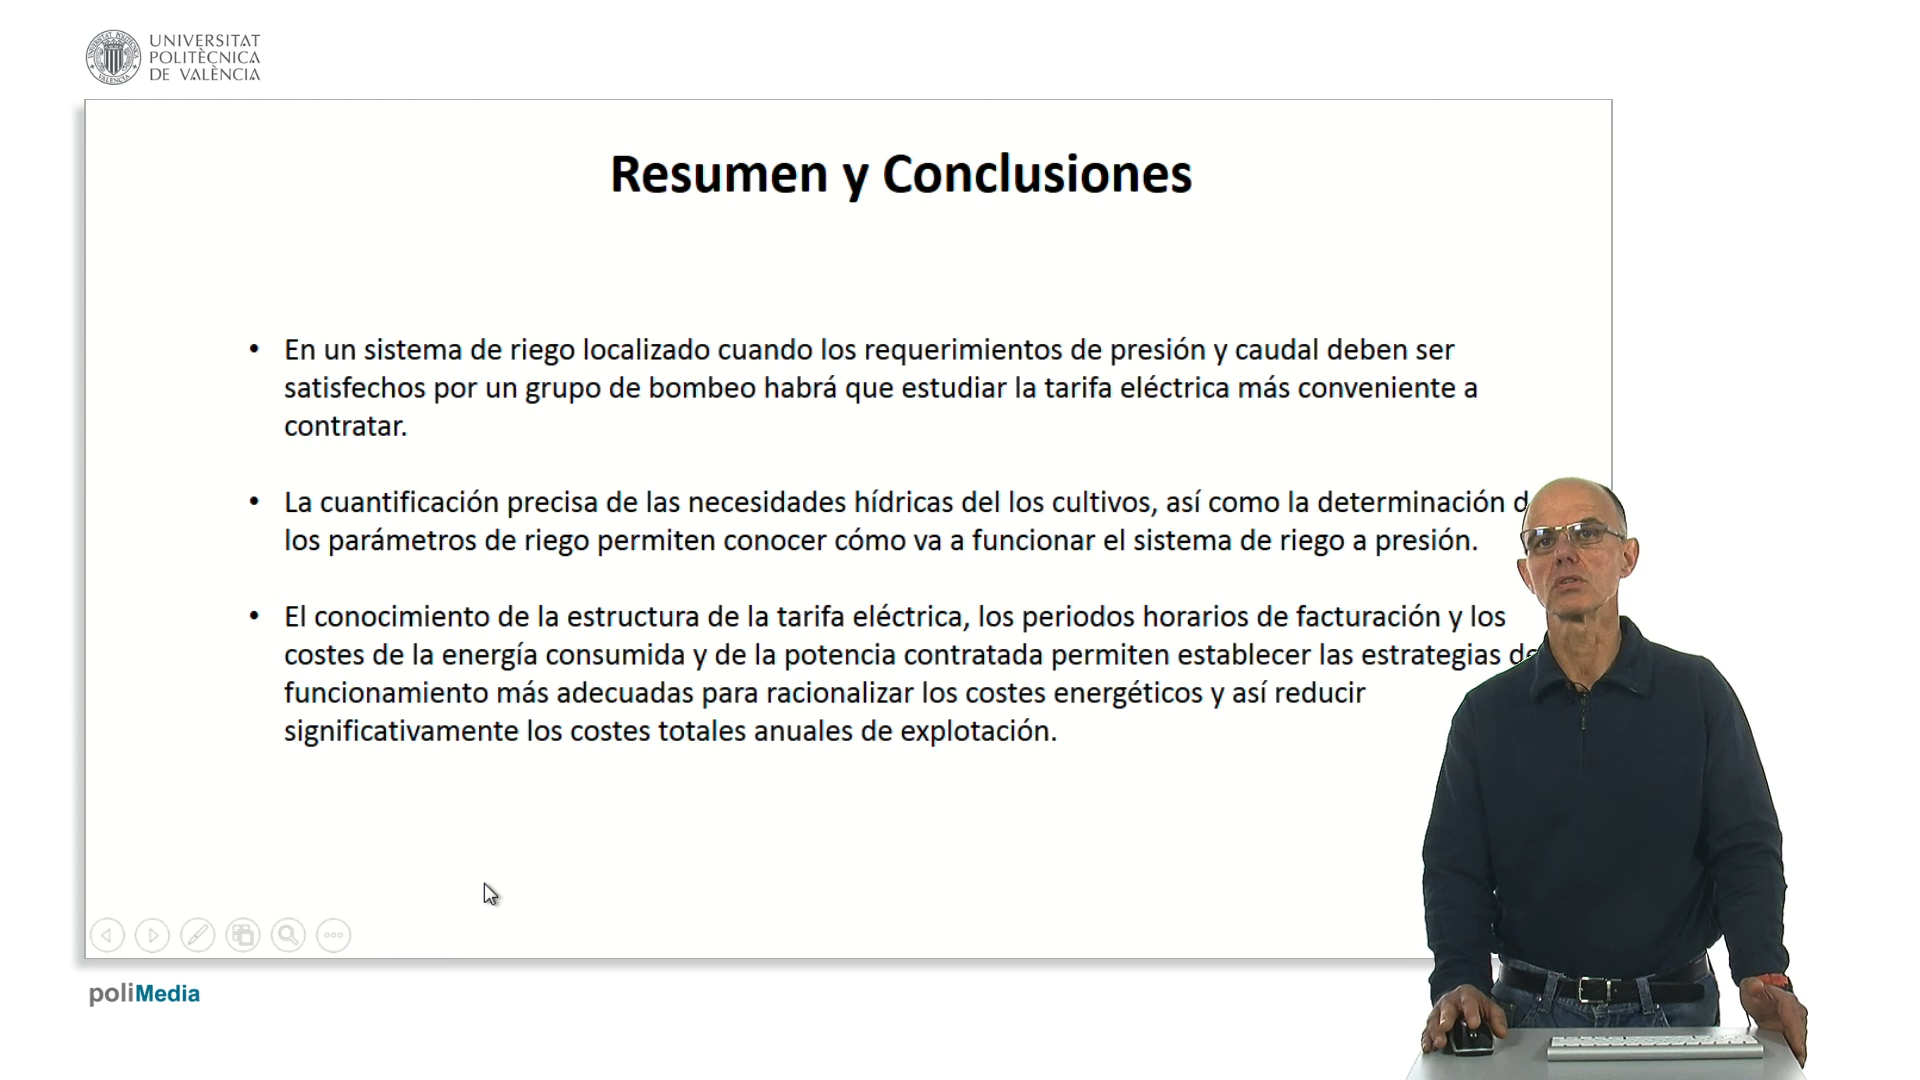 UNIVERSITAT
POLITÈCNICA
DE VALÈNCIA
Resumen y Conclusiones
• En un sistema de riego localizado cuando los requerimientos de presión y caudal deben ser
satisfechos por un grupo de bombeo habrá que estudiar la tarifa eléctrica más conveniente a
contratar.
• La cuantificación precisa de las necesidades hídricas del los cultivos, así como la determinación
los parámetros de riego permiten conocer cómo va a funcionar el sistema de riego a presión.
• El conocimiento de la estructura de la tarifa eléctrica, los periodos horarios de facturación y los
costes de la energía consumida y de la potencia contratada permiten establecer las estrategias de
funcionamiento más adecuadas para racionalizar los costes energéticos y así reducir
significativamente los costes totales anuales de explotación.
poliMedia